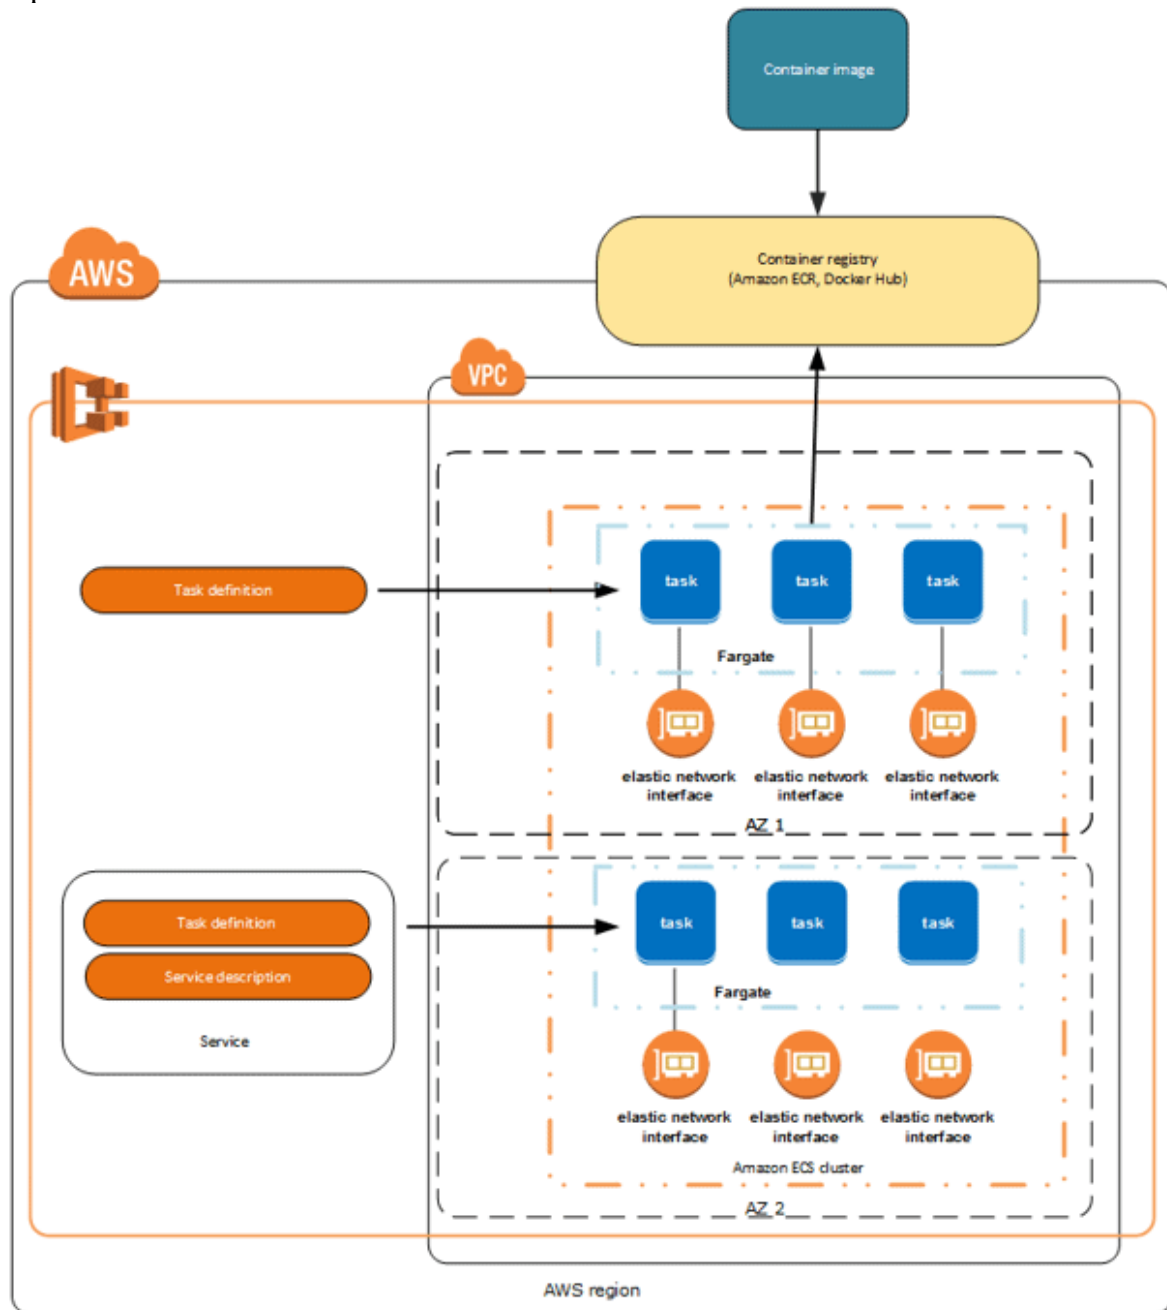 Container image
Container registry
(Amazon ECR, Docker Hub)
AWS
VPC
task
task
task
Task definition
Fargate
elastic network
interface
elastic network
interface
elastic network
interface
AZ 1
Task definition
Service description
Service
task
task
task
Fargate
elastic network
interface
elastic network
interface
elastic network
interface
Amazon ECS cluster
AZ 2
AWS region